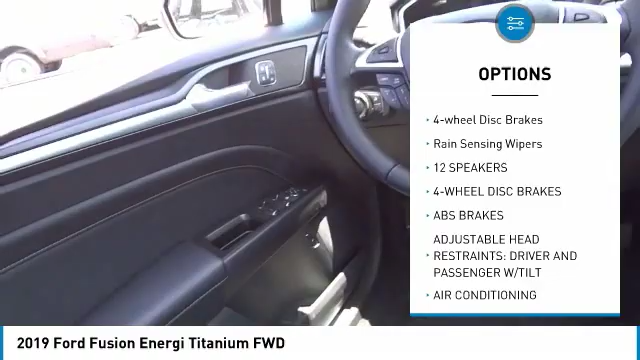 OPTIONS
4-wheel Disc Brakes
Rain Sensing Wipers
12 SPEAKERS
4-WHEEL DISC BRAKES
ABS BRAKES
ADJUSTABLE HEAD
RESTRAINTS: DRIVER AND
PASSENGER W/TILT
AIR CONDITIONING
2019 Ford Fusion Energi Titanium FWD